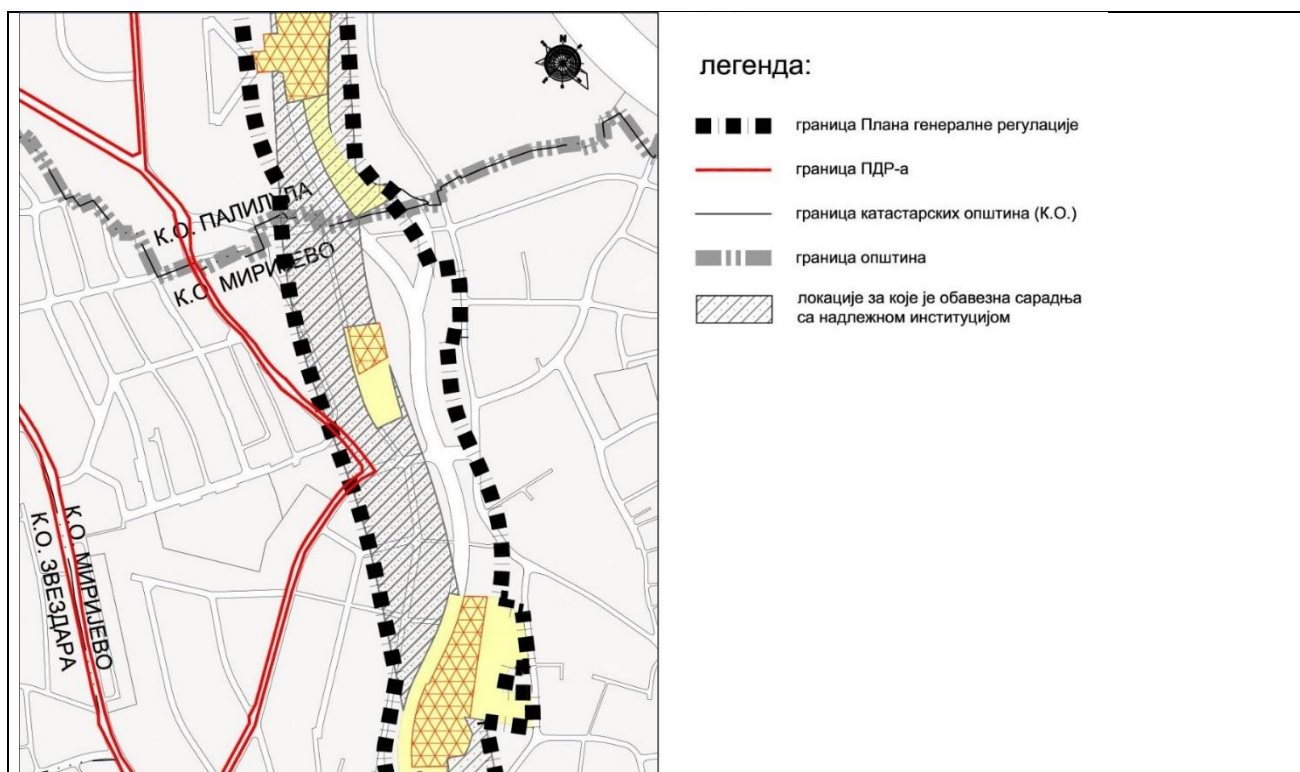 N
К.О. ПАЛИЛУЛА
К.О. МИРИЈЕВО
К.О. МИРИЈЕВО
К.О. ЗВЕЗДАРА
легенда:
граница Плана генералне регулације
граница ПДР-а
граница катастарских општина (К.О.)
граница општина
локације за које је обавезна сарадња
са надлежном институцијом